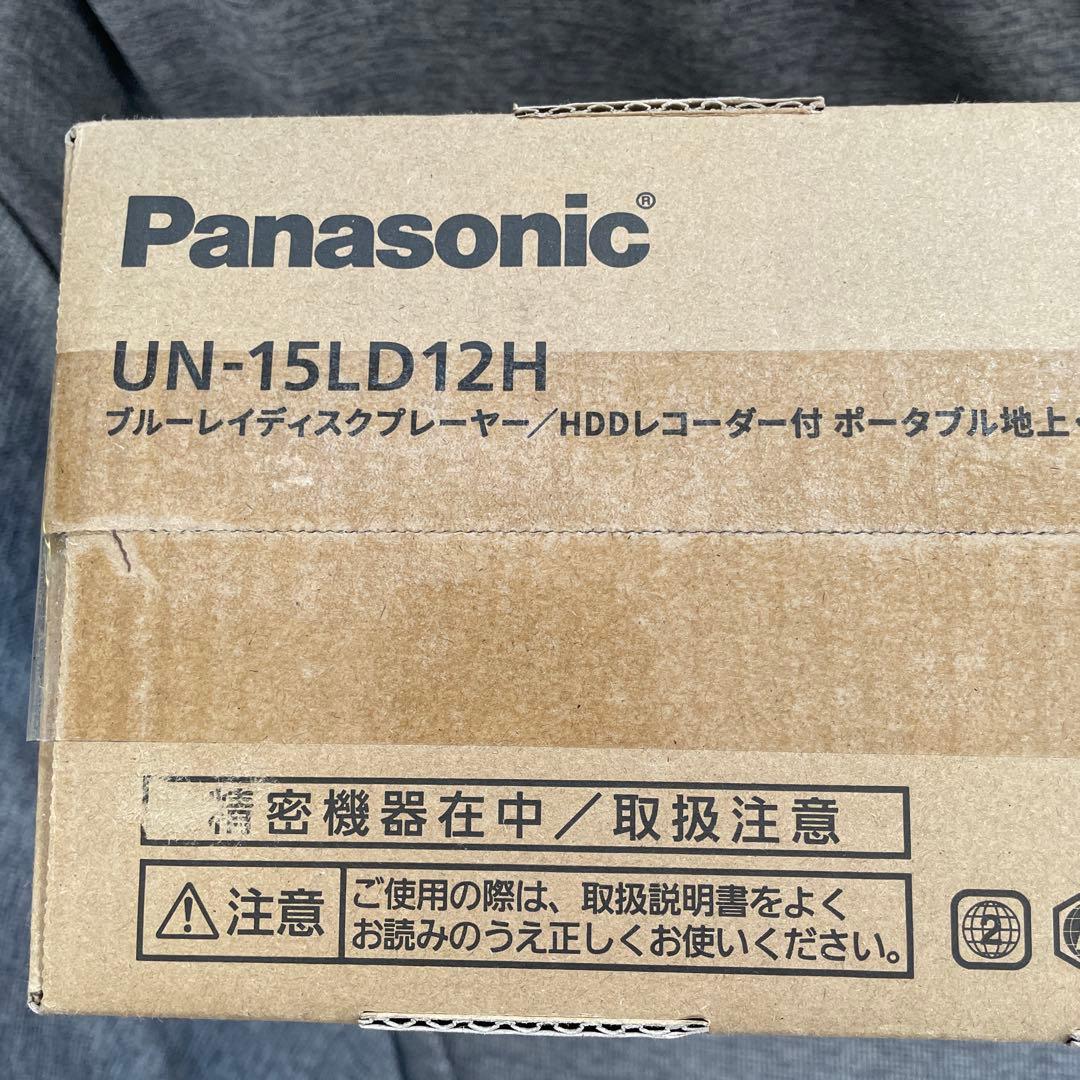 Panasonic®
UN-15LD12H
ブルーレイディスクプレーヤー/HDDレコーダー付 ポータブル地上・
精密機器在中/取扱注意
注意
ご使用の際は、取扱説明書をよく
お読みのうえ正しくお使いください。
2